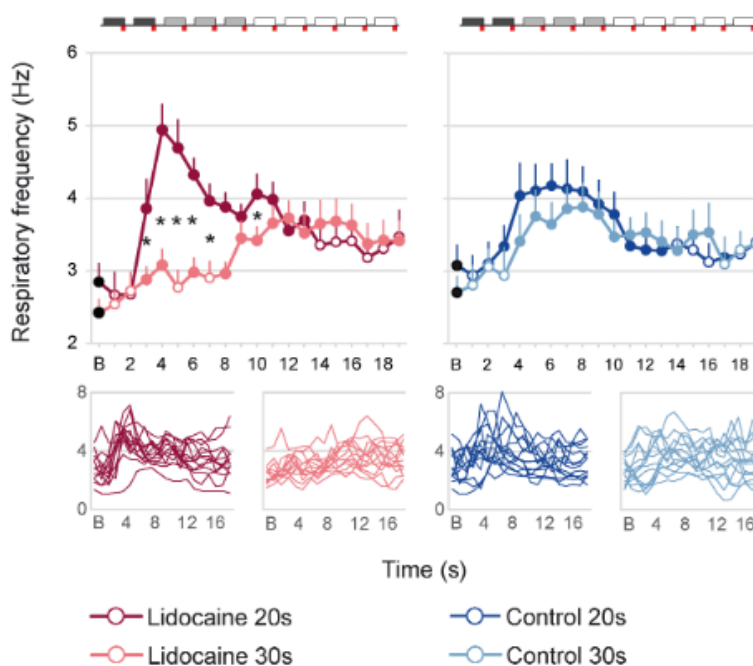 Respiratory frequency (Hz)
6
5
4
3
2
* * * * * *
B 2 4 6 8 10 12 14 16 18
B 2 4 6 8 10 12 14 16 18
8
4
0
B 4 8 12 16
B 4 8 12 16
B 4 8 12 16
B 4 8 12 16
8
4
0
Time (s)
Lidocaine 20s
Control 20s
Lidocaine 30s
Control 30s